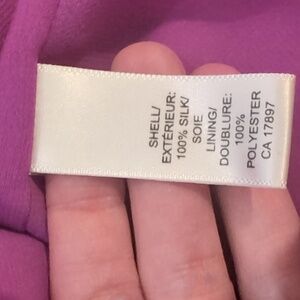 SHELL/
EXTÉRIEUR:
100% SILK/
SOIE
LINING/
DOUBLURE:
100%
POLYESTER
CA 17897